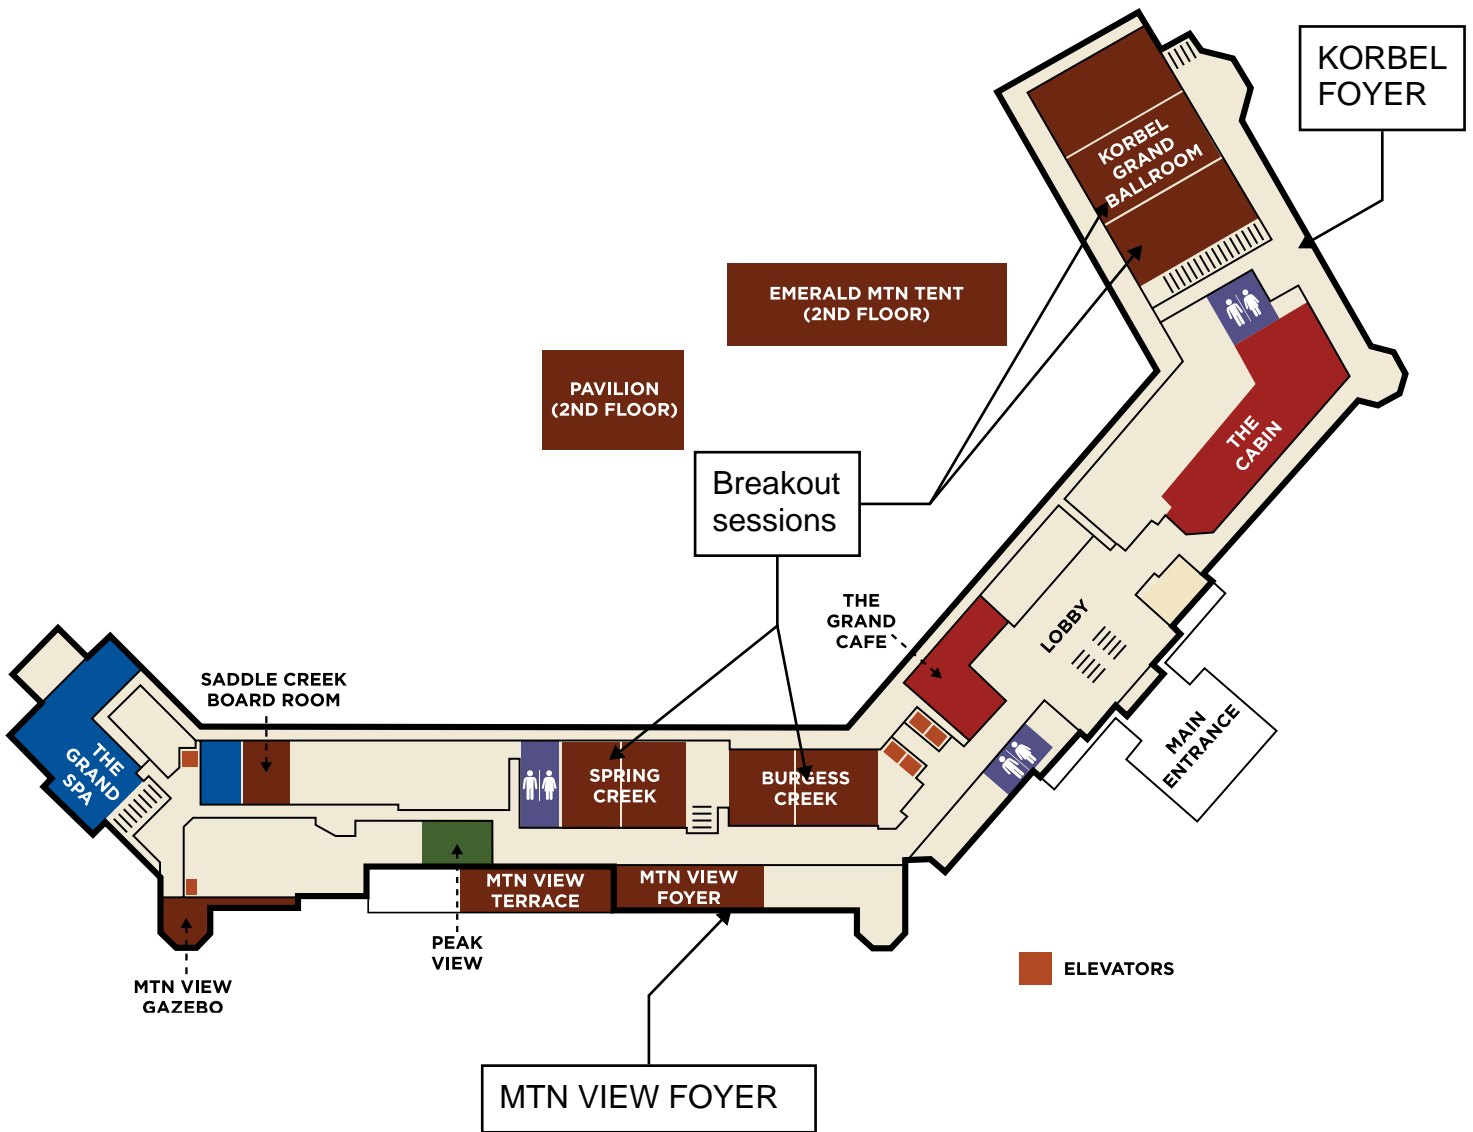 KORBEL
FOYER
KORBEL
GRAND
BALLROOM
EMERALD MTN TENT
(2ND FLOOR)
PAVILION
(2ND FLOOR)
THE
CABIN
Breakout
sessions
THE
GRAND
CAFE
LOBBY
MAIN
ENTRANCE
SADDLE CREEK
BOARD ROOM
THE GRAND
SPA
SPRING
CREEK
BURGESS
CREEK
MTN VIEW
TERRACE
MTN VIEW
FOYER
PEAK
VIEW
MTN VIEW
GAZEBO
ELEVATORS
MTN VIEW FOYER